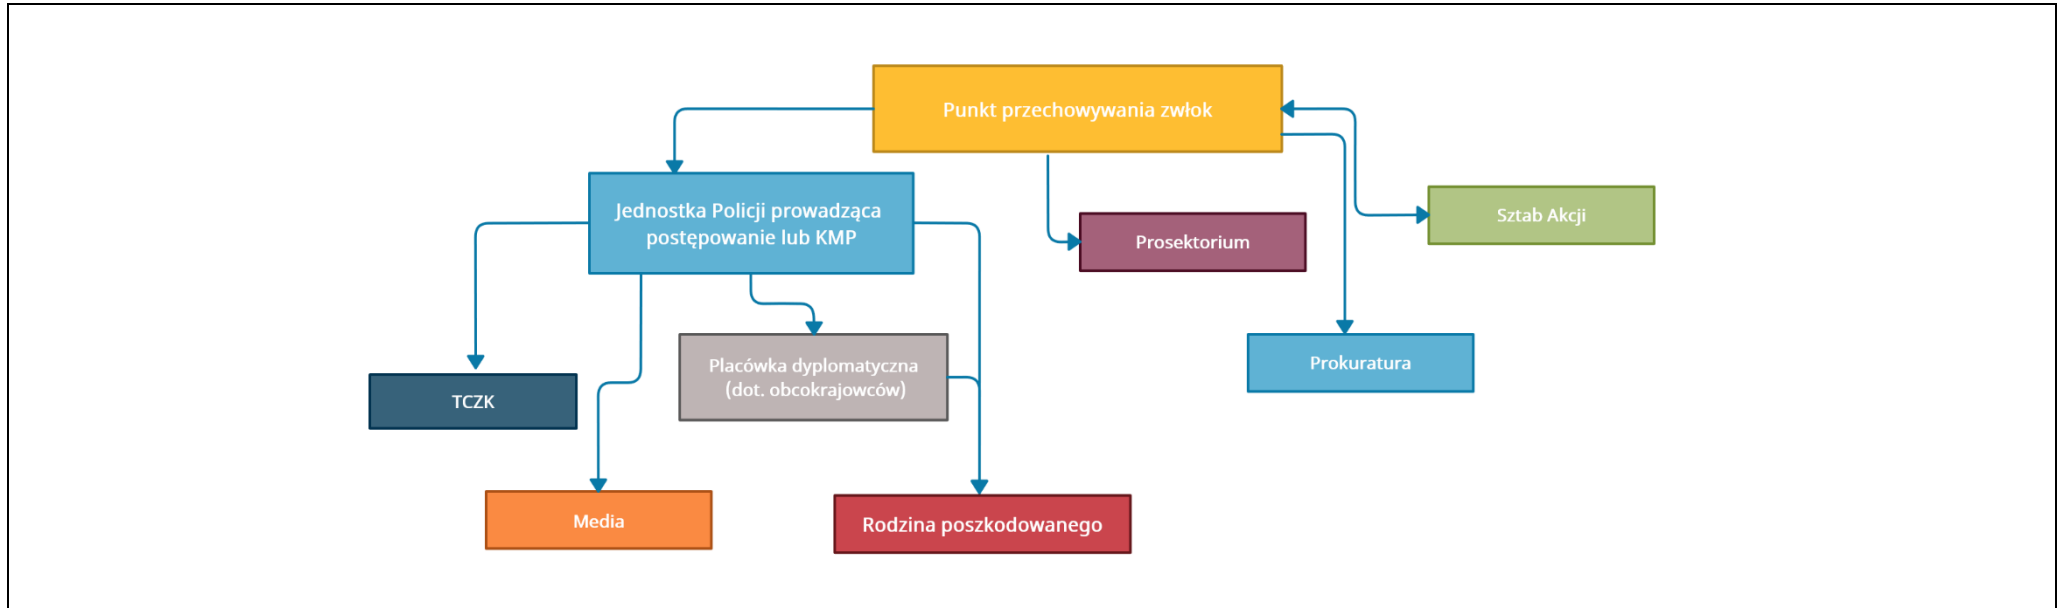 Punkt przechowywania zwłok
Jednostka Policji prowadząca
postępowanie lub KMP
Sztab Akcji
Prosektorium
Placówka dyplomatyczna
(dot. obcokrajowców)
Prokuratura
TCZK
Media
Rodzina poszkodowanego